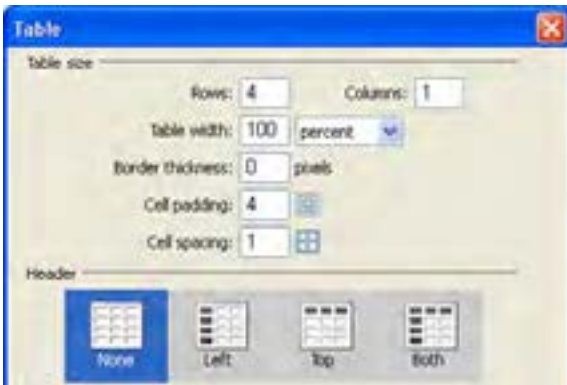 Table
Table size
Rows: 4 Columns: 1
Table width: 100 percent
Border thickness: 0 pixels
Cell padding: 4
Cell spacing: 1
Header
None Left Top Both